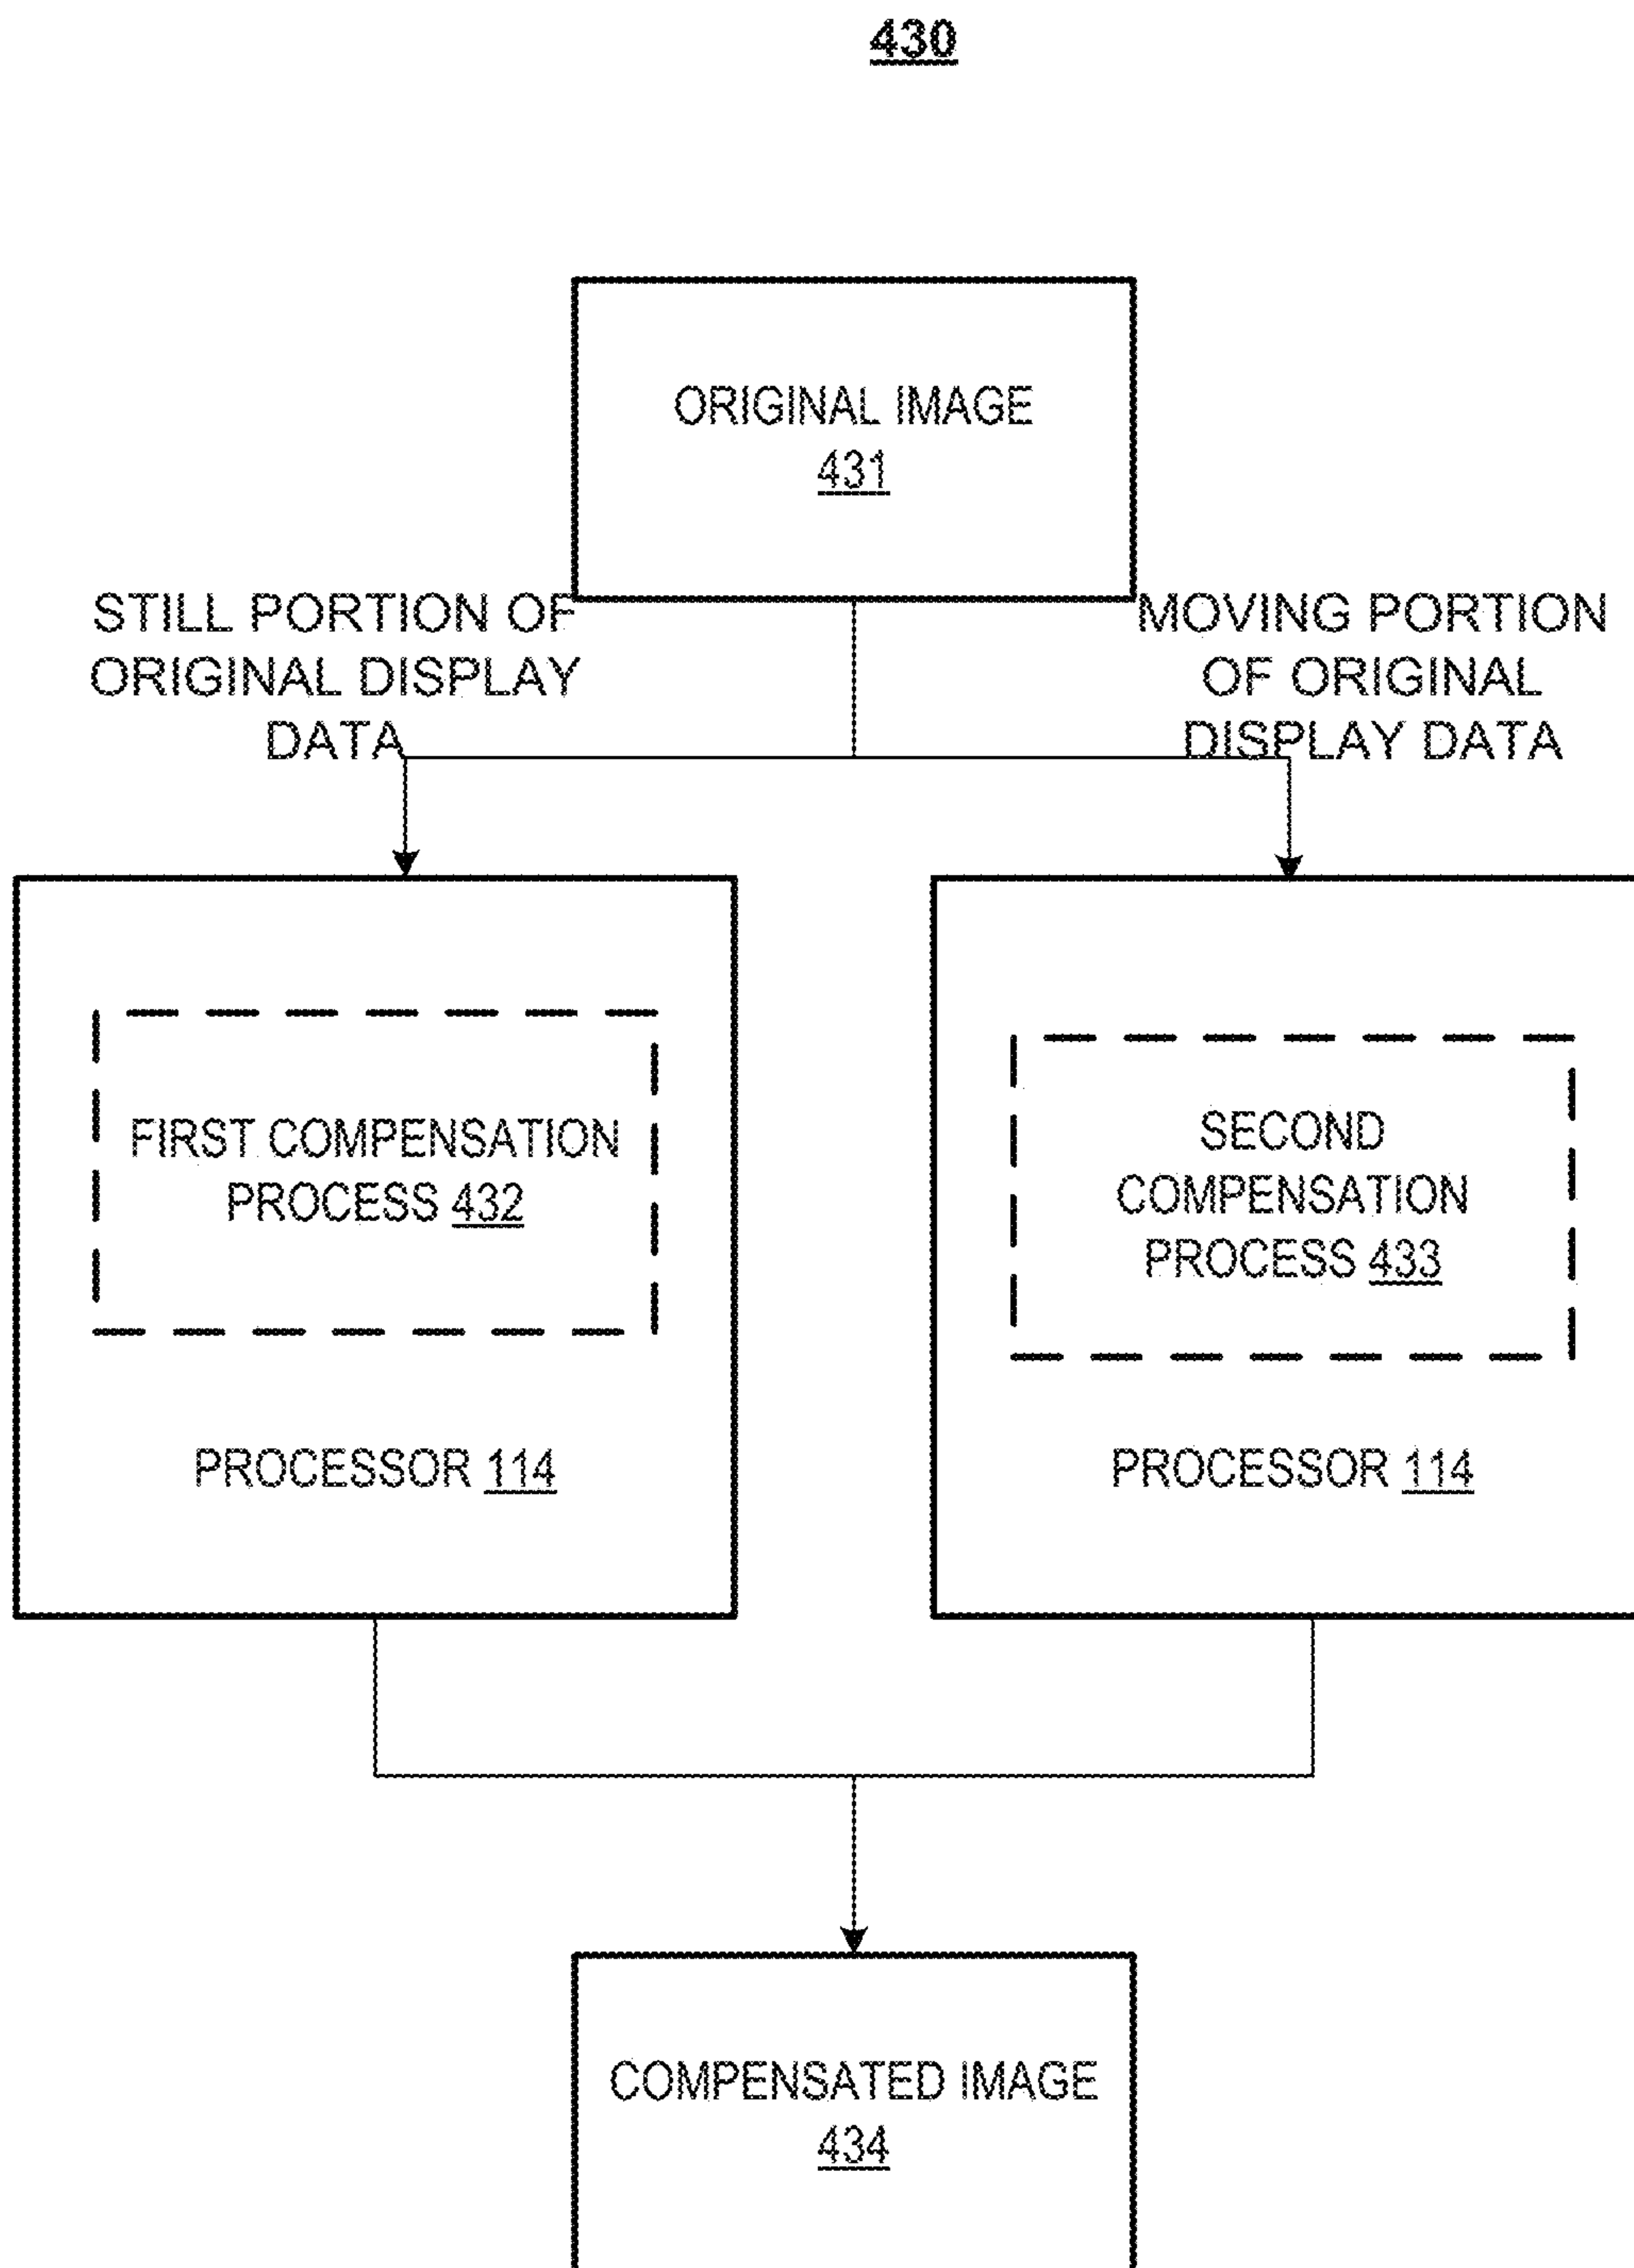 430
ORIGINAL IMAGE
431
STILL PORTION OF
ORIGINAL DISPLAY
DATA
MOVING PORTION
OF ORIGINAL
DISPLAY DATA
FIRST COMPENSATION
PROCESS 432
PROCESSOR 114
SECOND
COMPENSATION
PROCESS 433
PROCESSOR 114
COMPENSATED IMAGE
434